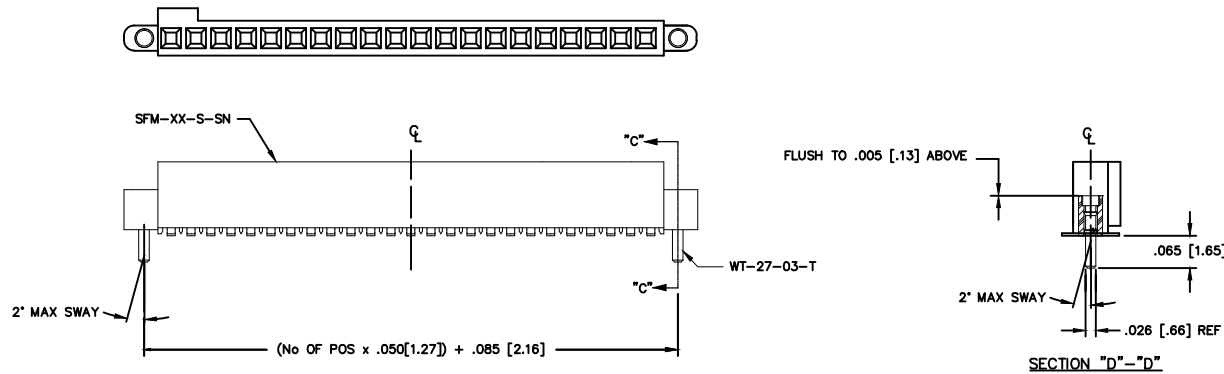 SFM-XX-S-SN
℄
"C"
WT-27-03-T
"C"
2° MAX SWAY
(No OF POS x .050[1.27]) + .085 [2.16]
FLUSH TO .005 [.13] ABOVE
℄
.065 [1.65]
2° MAX SWAY
.026 [.66] REF
SECTION "D"-"D"